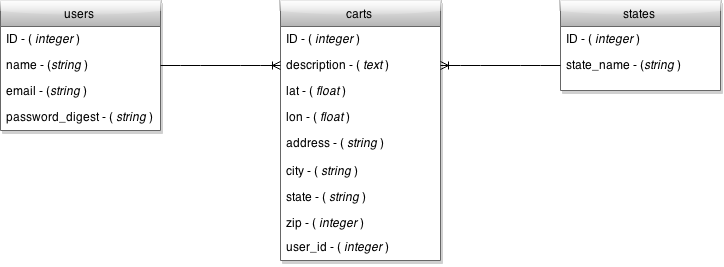 users
ID - ( integer )
name - (string )
email - (string )
password_digest - ( string )
carts
ID - ( integer )
description - ( text )
lat - ( float )
lon - ( float )
address - ( string )
city - ( string )
state - ( string )
zip - ( integer )
user_id - ( integer )
states
ID - ( integer )
state_name - (string )